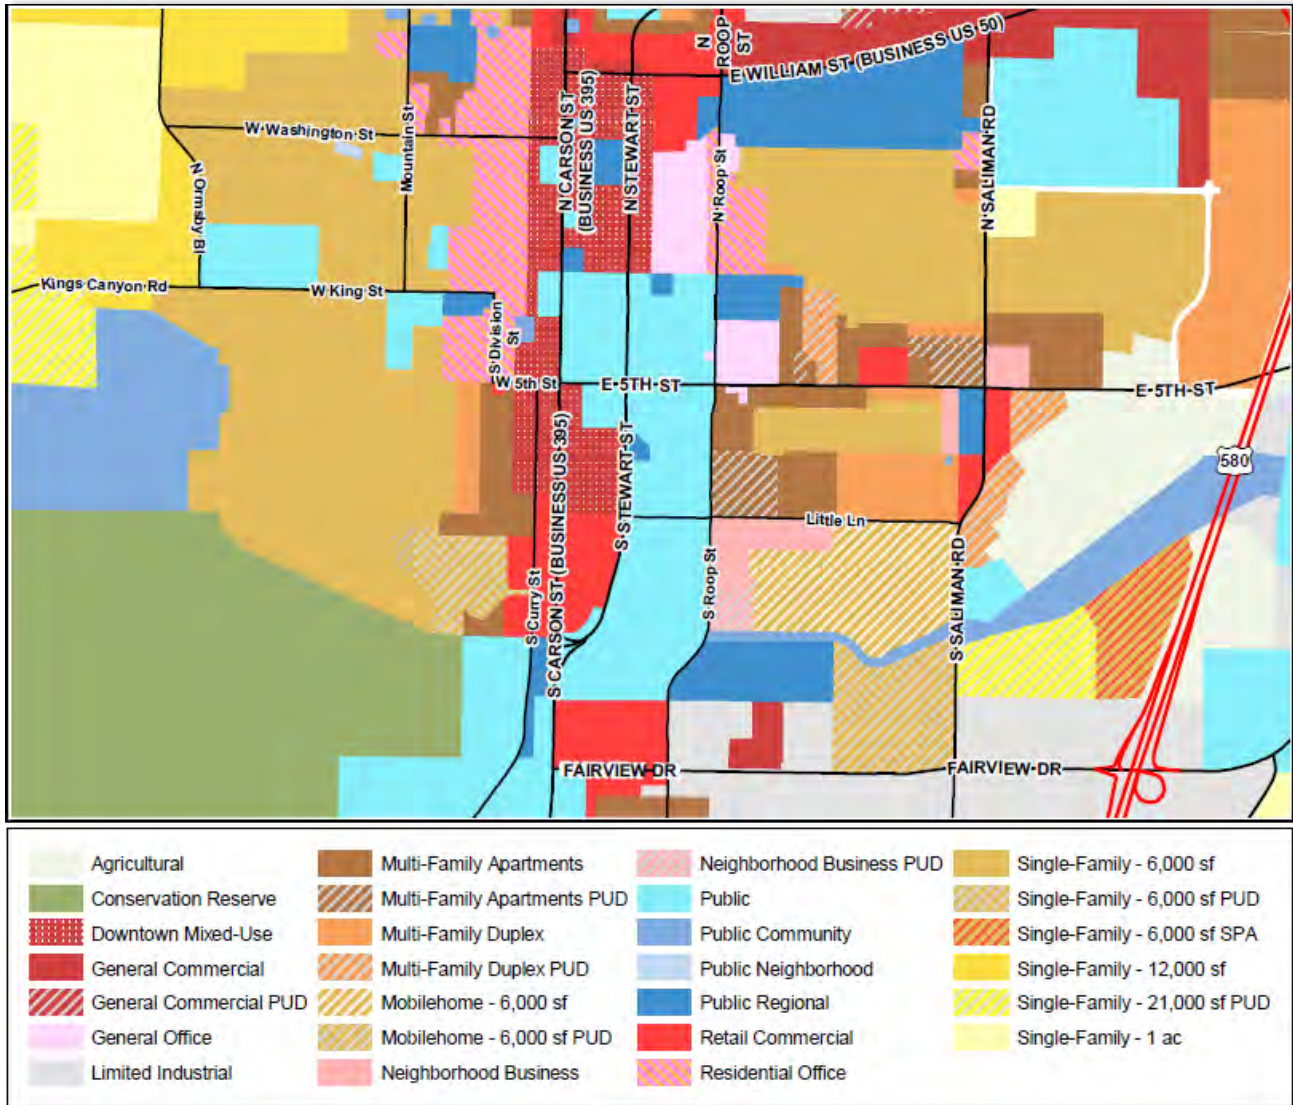 N ROOP ST
E WILLIAM ST (BUSINESS US 50)
W Washington St
Mountain St
N Ormsby Bl
N CARSON ST
(BUSINESS US 395)
N STEWART ST
N Roop St
N SALIMAN RD
Kings Canyon Rd
W King St
S Division St
W 5th St
E 5TH ST
E 5TH ST
580
S Curry St
S CARSON ST (BUSINESS US 395)
S STEWART ST
S Roop St
Little Ln
S SALIMAN RD
FAIRVIEW DR
FAIRVIEW DR
Agricultural
Conservation Reserve
Downtown Mixed-Use
General Commercial
General Commercial PUD
General Office
Limited Industrial
Multi-Family Apartments
Multi-Family Apartments PUD
Multi-Family Duplex
Multi-Family Duplex PUD
Mobilehome - 6,000 sf
Mobilehome - 6,000 sf PUD
Neighborhood Business
Neighborhood Business PUD
Public
Public Community
Public Neighborhood
Public Regional
Retail Commercial
Residential Office
Single-Family - 6,000 sf
Single-Family - 6,000 sf PUD
Single-Family - 6,000 sf SPA
Single-Family - 12,000 sf
Single-Family - 21,000 sf PUD
Single-Family - 1 ac